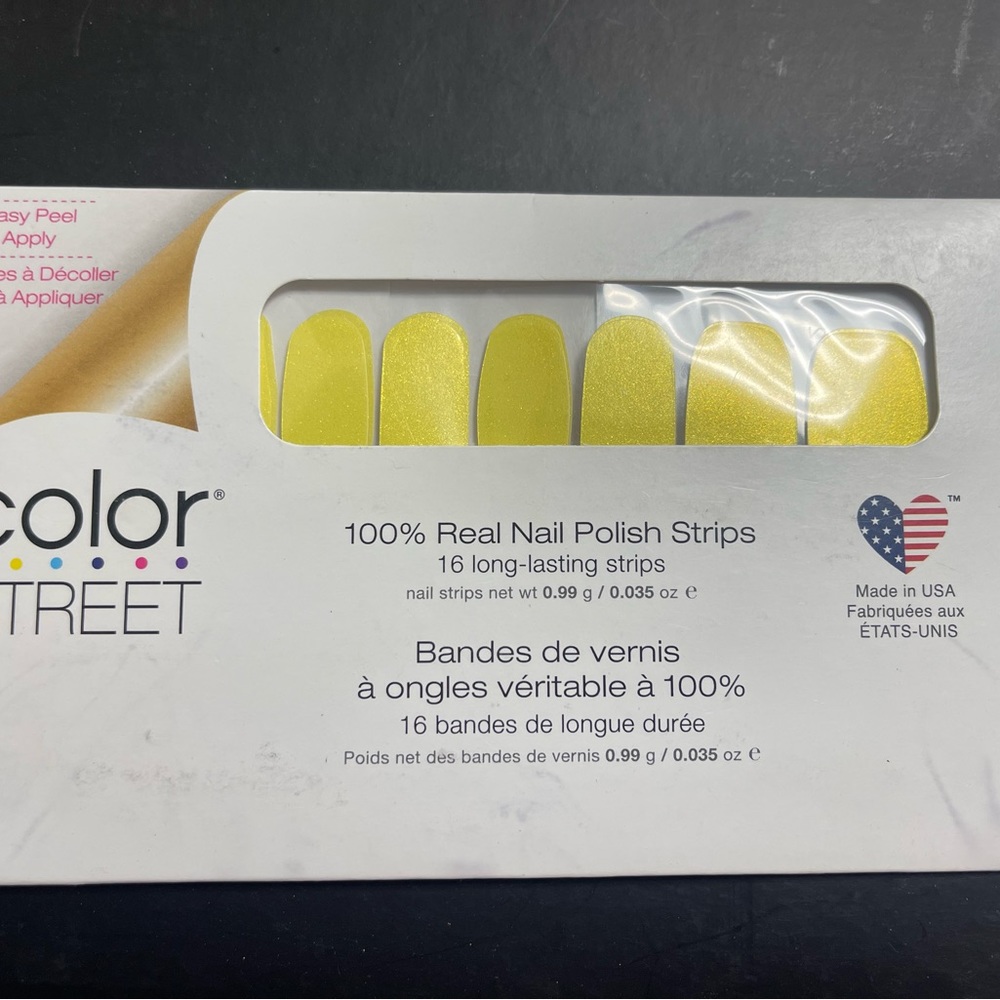 asy Peel
Apply
es à Décoller
à Appliquer
color®
TREET
100% Real Nail Polish Strips
16 long-lasting strips
nail strips net wt 0.99 g / 0.035 oz ℮
Bandes de vernis
à ongles véritable à 100%
16 bandes de longue durée
Poids net des bandes de vernis 0.99 g / 0.035 oz ℮
TM
Made in USA
Fabriquées aux
ÉTATS-UNIS